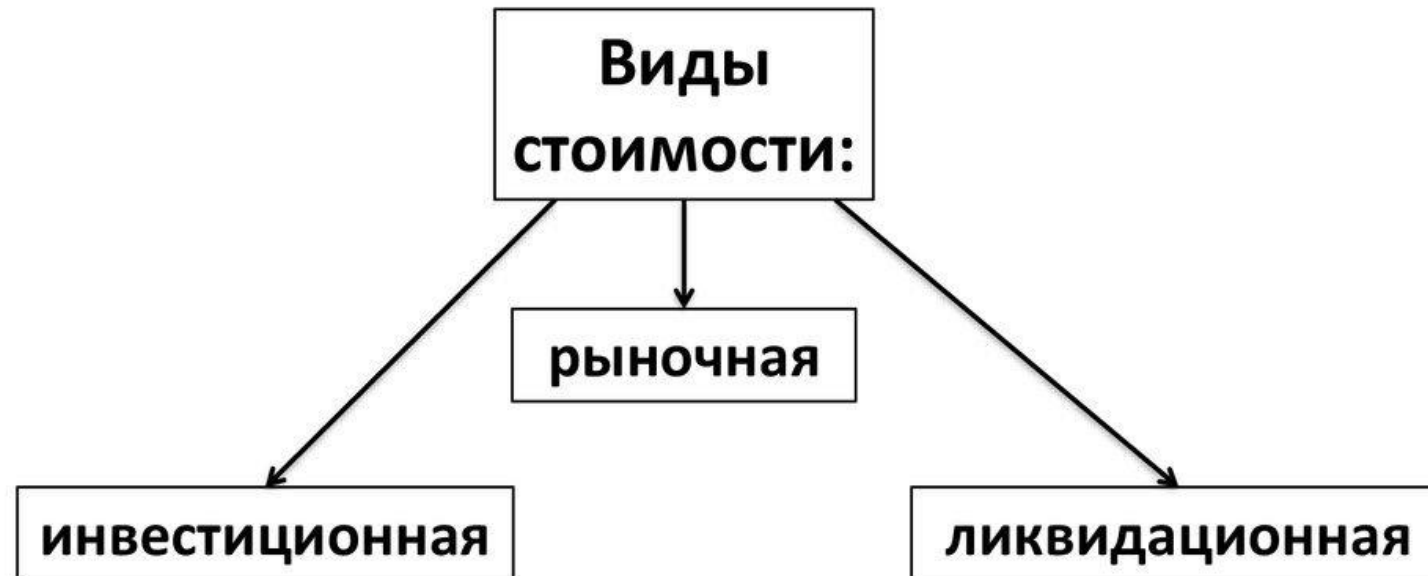 Виды
стоимости:
рыночная
инвестиционная
ликвидационная